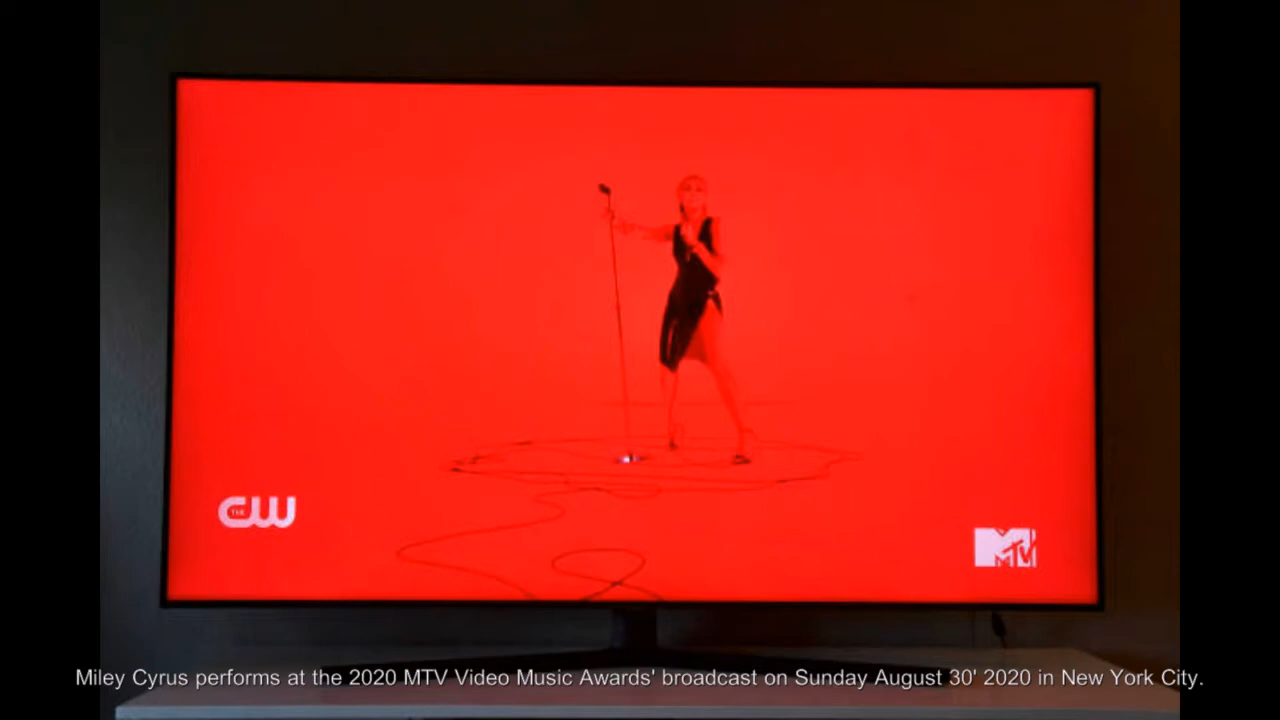 THE CW
MTV
Miley Cyrus performs at the 2020 MTV Video Music Awards' broadcast on Sunday August 30' 2020 in New York City.